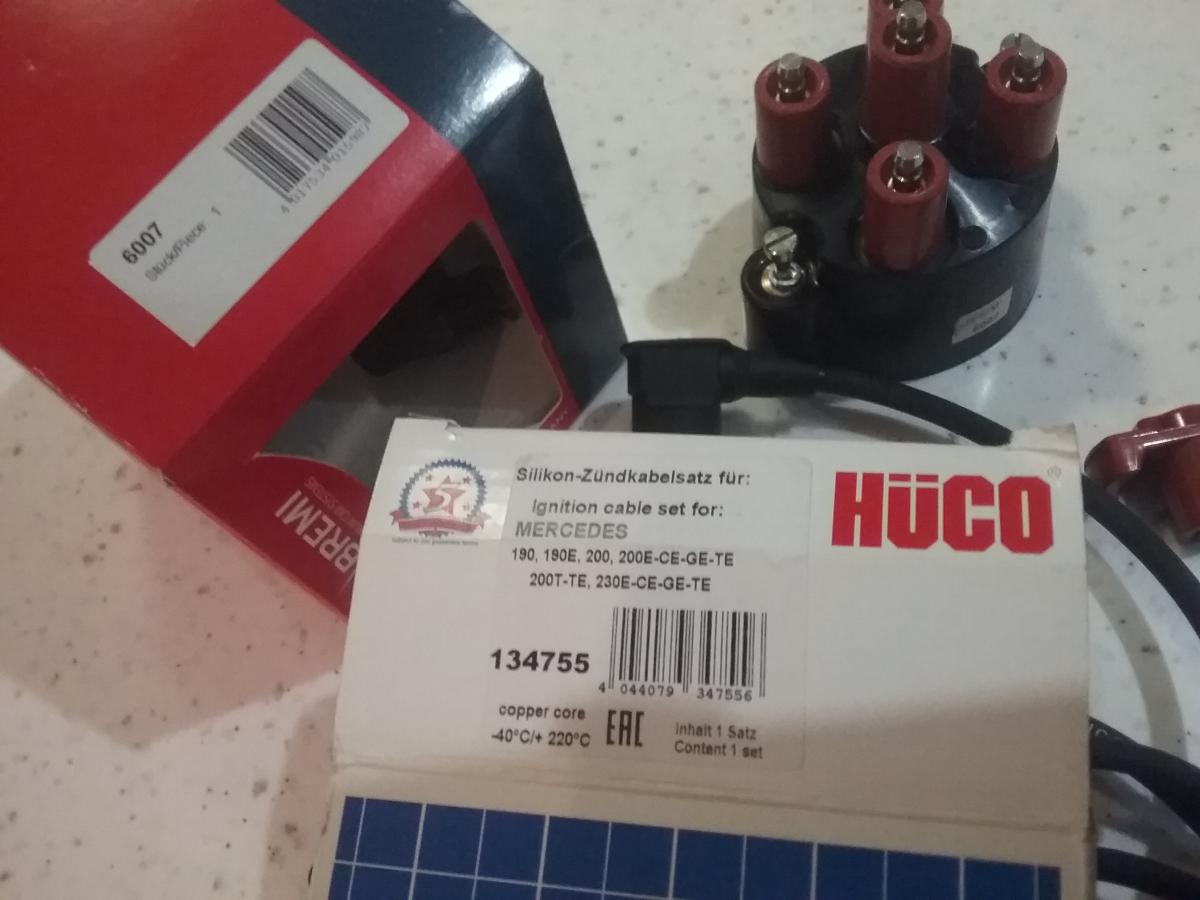 6007
Stück/Piece 1
BREMI
Silikon-Zündkabelsatz für:
Ignition cable set for:
MERCEDES
190, 190E, 200, 200E-CE-GE-TE
200T-TE, 230E-CE-GE-TE
HÜCO®
134755
4 044079 347556
copper core
-40°C/+ 220°C
EAC
Inhalt 1 Satz
Content 1 set
6007